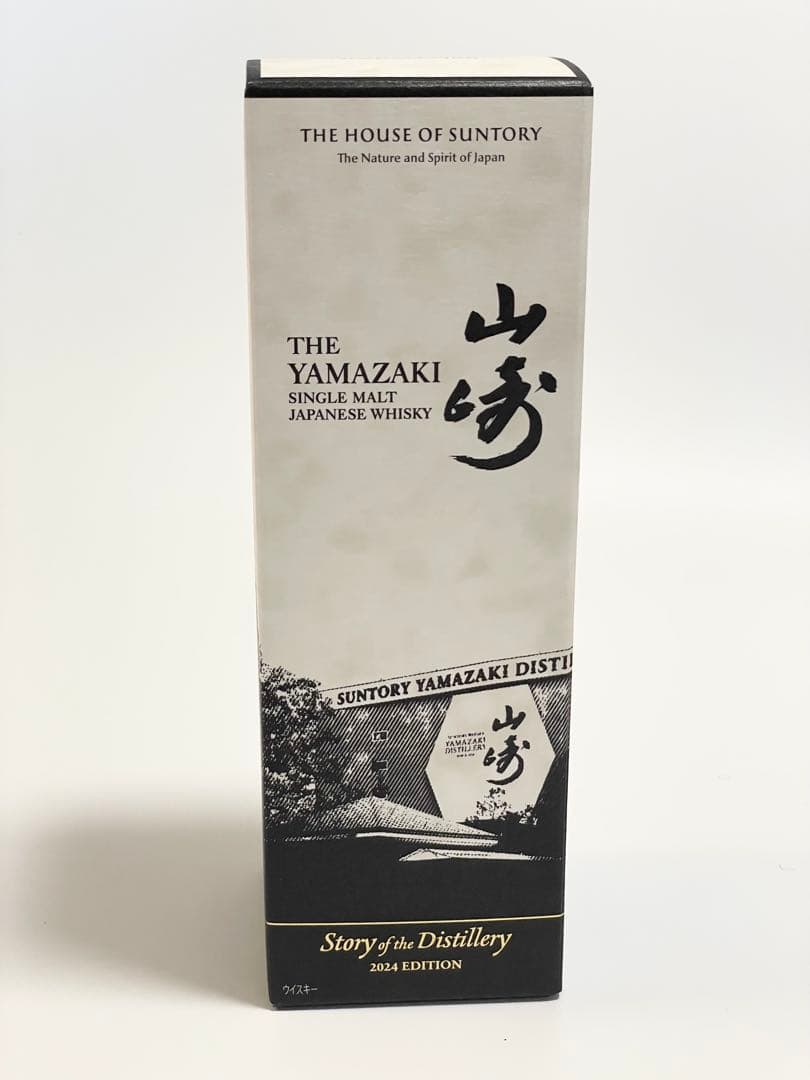 THE HOUSE OF SUNTORY
The Nature and Spirit of Japan
山崎
THE
YAMAZAKI
SINGLE MALT
JAPANESE WHISKY
SUNTORY YAMAZAKI DISTI
山崎
YAMAZAKI
DISTILLERY
Story of the Distillery
2024 EDITION
ウイスキー